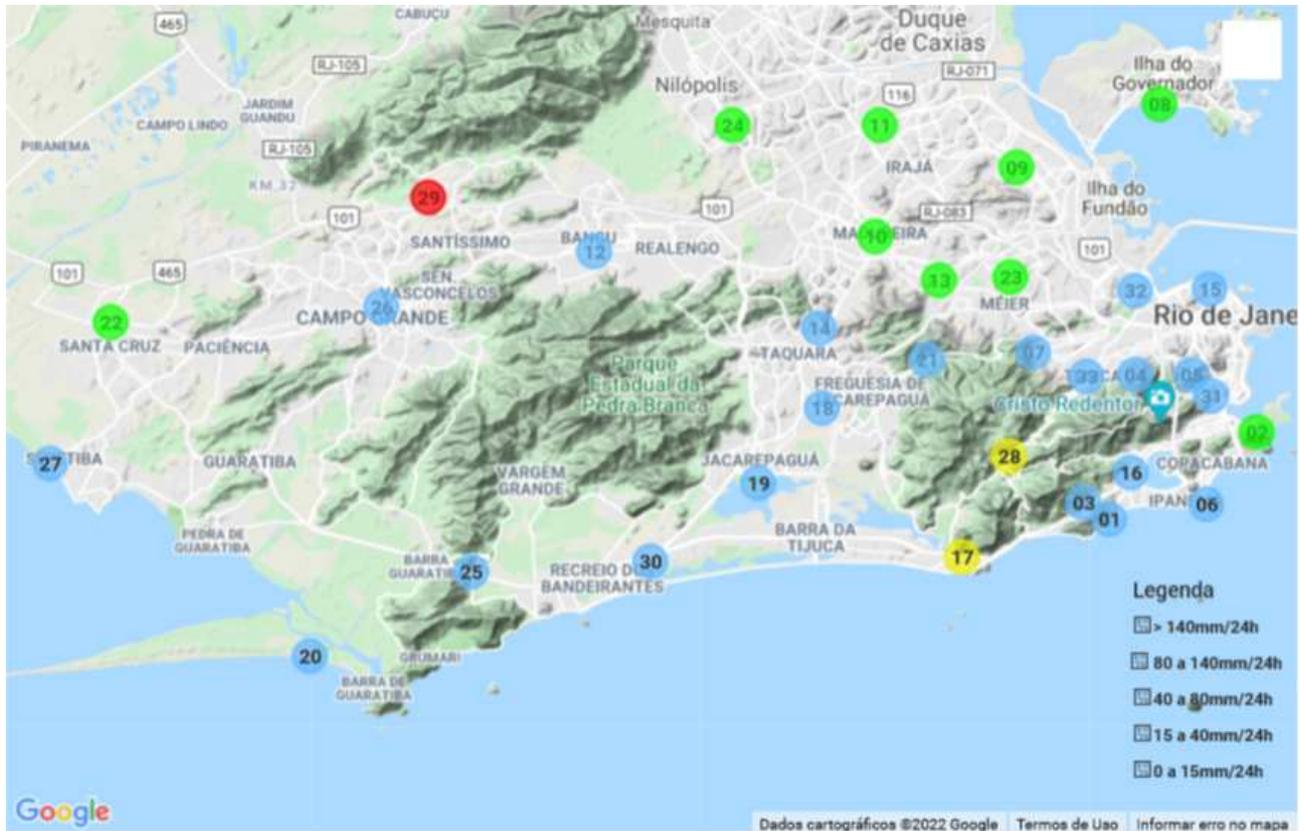 465
CABUÇU
Mesquita
Duque
de Caxias
RJ-105
RJ-071
Ilha do
Governador
Nilópolis
116
JARDIM
GUANDU
08
CAMPO LINDO
24
11
PIRANEMA
RJ-105
IRAJÁ
09
KM 32
29
Ilha do
Fundão
101
101
RJ-083
10
SANTÍSSIMO
BANGU
REALENGO
12
101
101
465
SEN
VASCONCELOS
13
23
MÉIER
32
15
26
CAMPO GRANDE
Rio de Jane
22
SANTA CRUZ
PACIÊNCIA
14
TAQUARA
21
07
Parque
Estadual da
Pedra Branca
33
04
05
FREGUESIA DE
31
18
Cristo Redentor
02
27
GUARATIBA
VARGEM
GRANDE
JACAREPAGUÁ
28
COPACABANA
16
19
03
01
06
PEDRA DE
GUARATIBA
BARRA DA
TIJUCA
BARRA
25
30
17
RECREIO
BANDEIRANTES
20
GRUMARI
BARRA DE
GUARATIBA
Legenda
> 140mm/24h
80 a 140mm/24h
40 a 80mm/24h
15 a 40mm/24h
0 a 15mm/24h
Google
Dados cartográficos ©2022 Google
Termos de Uso
Informar erro no mapa